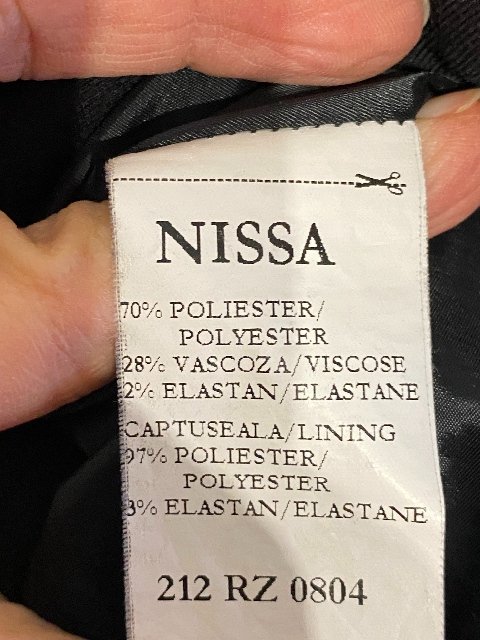 NISSA
70% POLIESTER/
POLYESTER
28% VASCOZA/VISCOSE
2% ELASTAN/ELASTANE
CAPTUSEALA/LINING
97% POLIESTER/
POLYESTER
3% ELASTAN/ELASTANE
212 RZ 0804